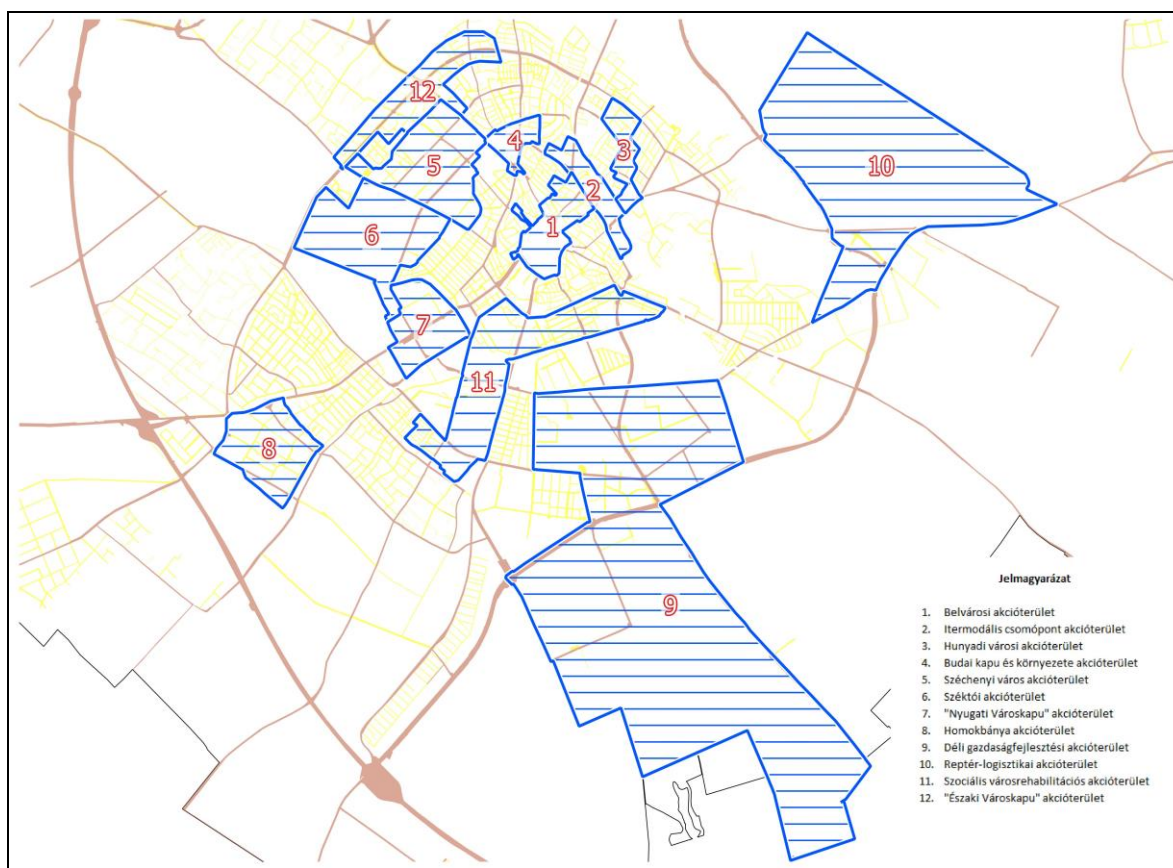 12
4
3
5
10
2
1
6
7
11
8
9
Jelmagyarázat
1. Belvárosi akcióterület
2. Itermodális csomópont akcióterület
3. Hunyadi városi akcióterület
4. Budai kapu és környezete akcióterület
5. Széchenyi város akcióterület
6. Széktói akcióterület
7. "Nyugati Városkapu" akcióterület
8. Homokbánya akcióterület
9. Déli gazdaságfejlesztési akcióterület
10. Reptér-logisztikai akcióterület
11. Szociális városrehabilitációs akcióterület
12. "Északi Városkapu" akcióterület